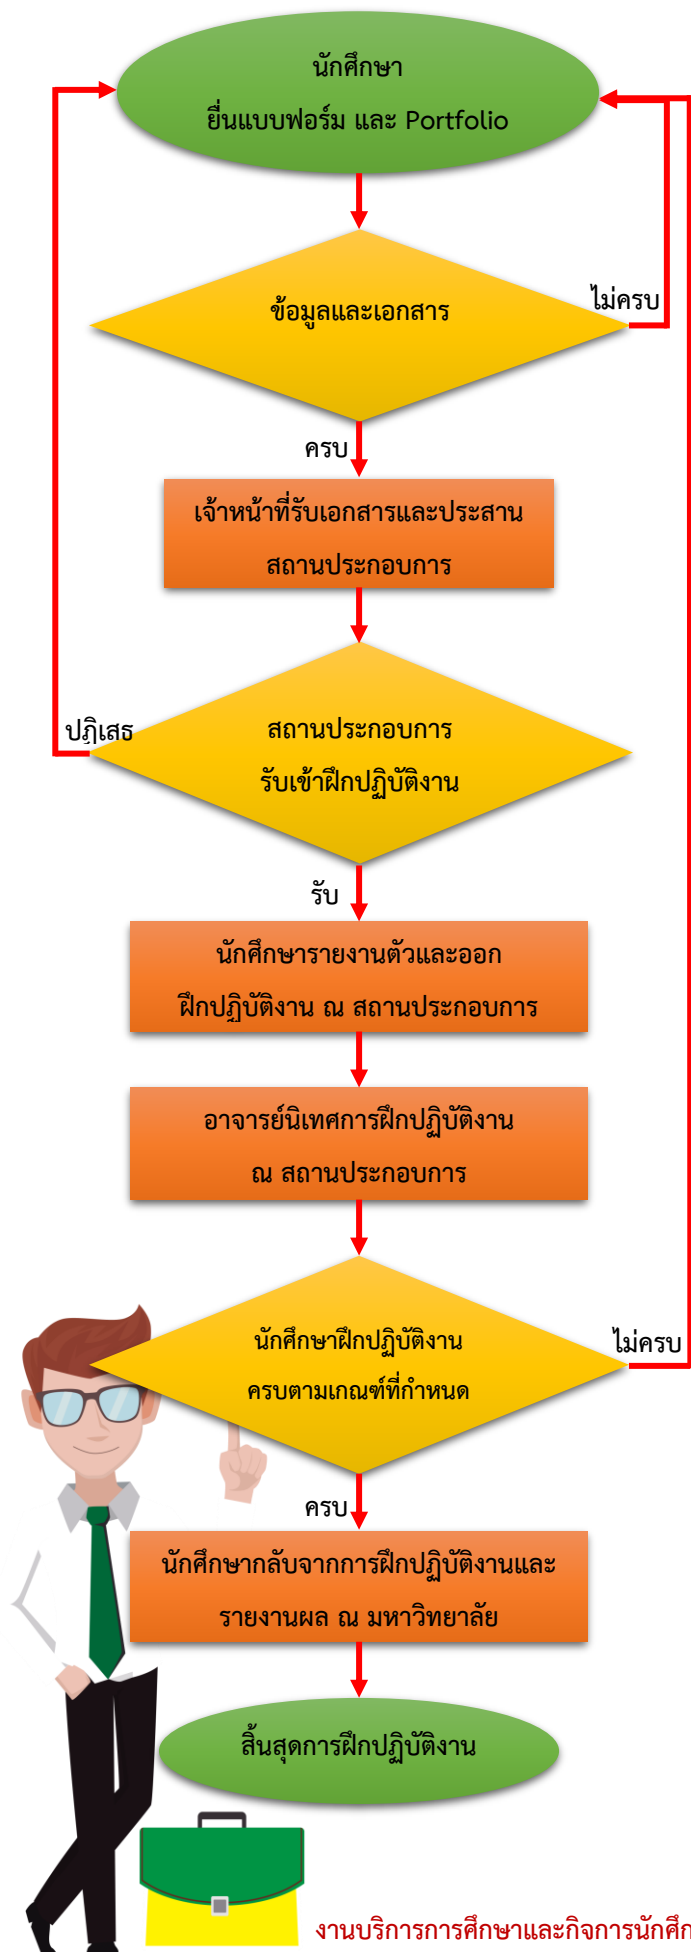 นักศึกษา
ยื่นแบบฟอร์ม และ Portfolio
ข้อมูลและเอกสาร
ไม่ครบ
ครบ
เจ้าหน้าที่รับเอกสารและประสาน
สถานประกอบการ
ปฏิเสธ
สถานประกอบการ
รับเข้าฝึกปฏิบัติงาน
รับ
นักศึกษารายงานตัวและออก
ฝึกปฏิบัติงาน ณ สถานประกอบการ
อาจารย์นิเทศการฝึกปฏิบัติงาน
ณ สถานประกอบการ
นักศึกษาฝึกปฏิบัติงาน
ครบตามเกณฑ์ที่กำหนด
ไม่ครบ
ครบ
นักศึกษากลับจากการฝึกปฏิบัติงานและ
รายงานผล ณ มหาวิทยาลัย
สิ้นสุดการฝึกปฏิบัติงาน
งานบริการการศึกษาและกิจการนักศึก